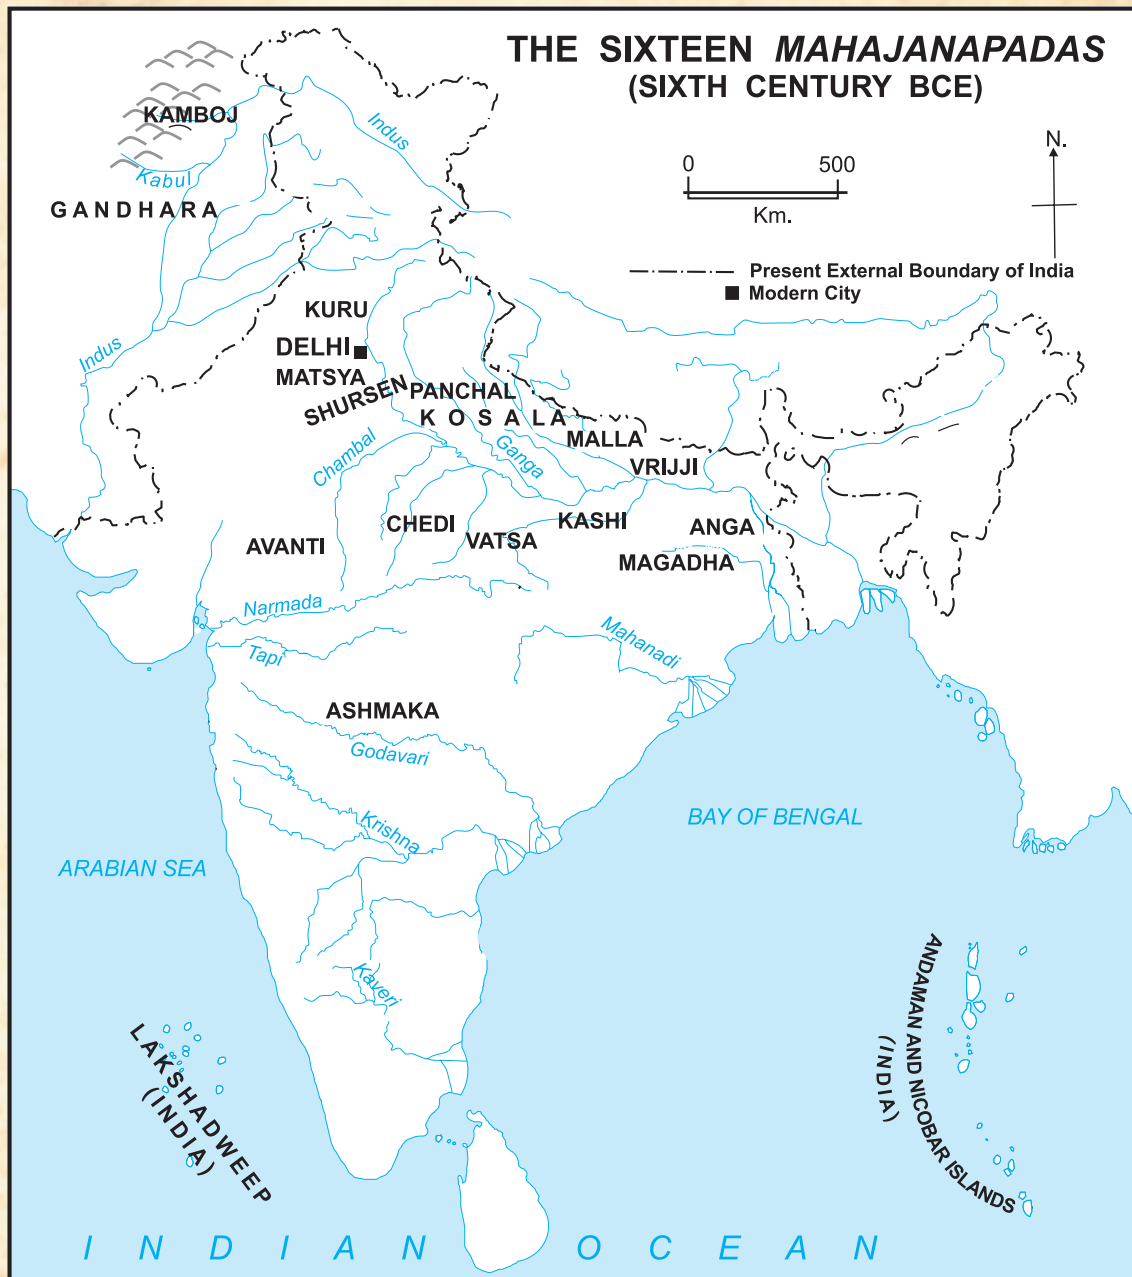 THE SIXTEEN MAHAJANAPADAS
(SIXTH CENTURY BCE)
KAMBOJ
Indus
N.
0 500
Km.
Kabul
GANDHARA
Present External Boundary of India
Modern City
KURU
Indus
DELHI
MATSYA
SHURSEN
PANCHAL
KOSALA
MALLA
VRIJJI
Chambal
Ganga
CHEDI
VATSA
KASHI
ANGA
AVANTI
MAGADHA
Narmada
Tapi
Mahanadi
ASHMAKA
Godavari
Krishna
BAY OF BENGAL
ARABIAN SEA
Kaveri
LAKSHADWEEP
(INDIA)
ANDAMAN AND NICOBAR ISLANDS
(INDIA)
INDIAN OCEAN